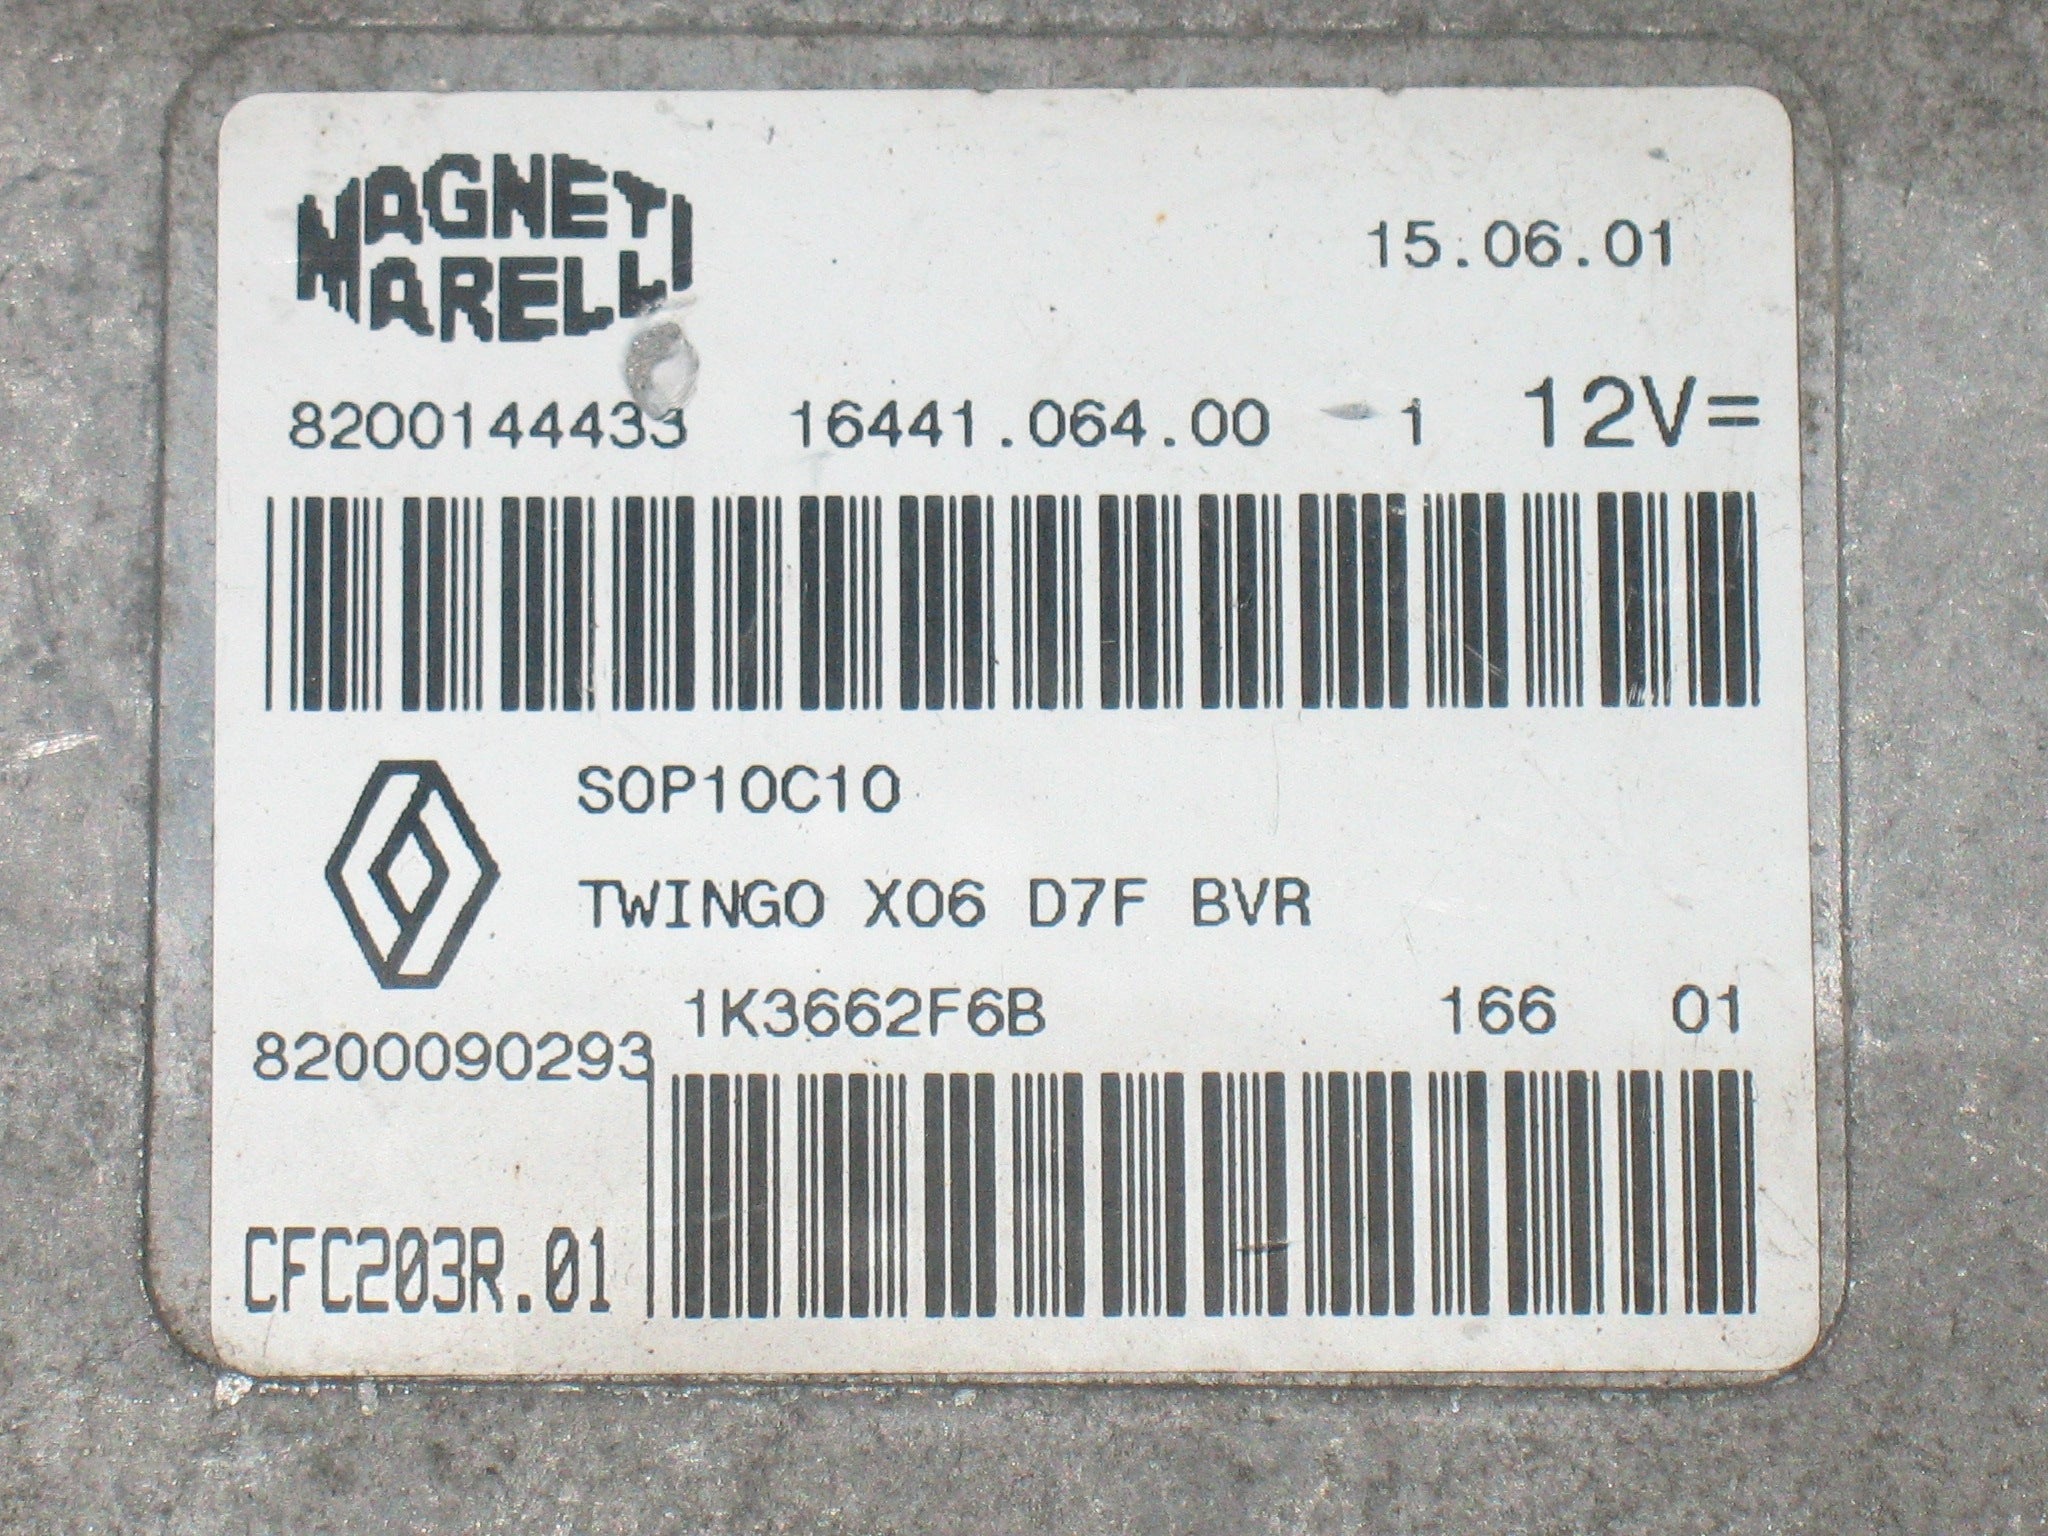 MAGNETI
MARELLI
15.06.01
8200144433 16441.064.00 1 12V=
S0P10C10
TWINGO X06 D7F BVR
1K3662F6B 166 01
8200090293
CFC203R.01